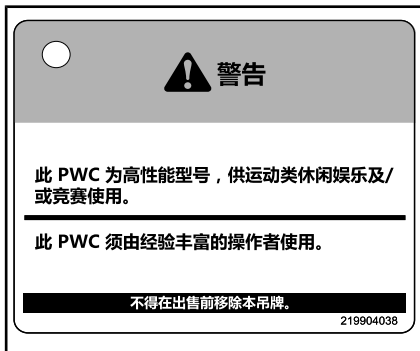 警告
此 PWC 为高性能型号，供运动类休闲娱乐及/
或竞赛使用。
此 PWC 须由经验丰富的操作者使用。
不得在出售前移除本吊牌。
219904038